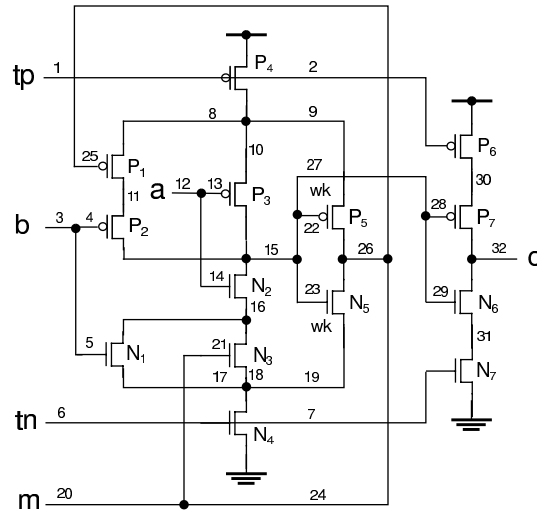 tp 1 P4 2
8 9 P6
25 P1 10 27 30
11 a 12 13 P3 wk
b 3 4 P2 22 P5 28 P7
15 26 32 c
14 N2 23 29 N6
16 N5
5 N1 21 N3 wk 31
17 18 19 N7
tn 6 N4 7
m 20 24